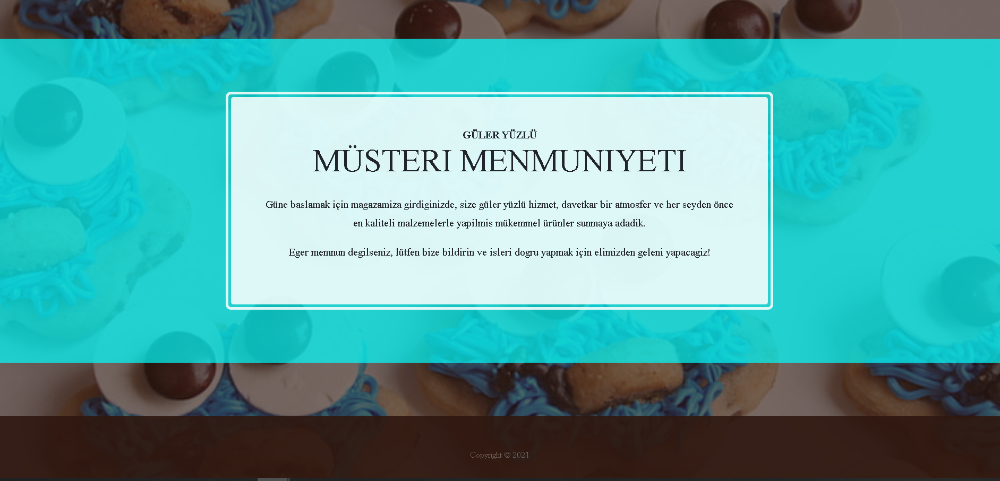 GÜLER YÜZLÜ
MÜSTERI MENMUNIYETI
Güne baslamak için magazamiza girdiginizde, size güler yüzlü hizmet, davetkar bir atmosfer ve her seyden önce
en kaliteli malzemelerle yapilmis mükemmel ürünler sunmaya adadik.
Eger memnun degilseniz, lütfen bize bildirin ve isleri dogru yapmak için elimizden geleni yapacagiz!
Copyright © 2021